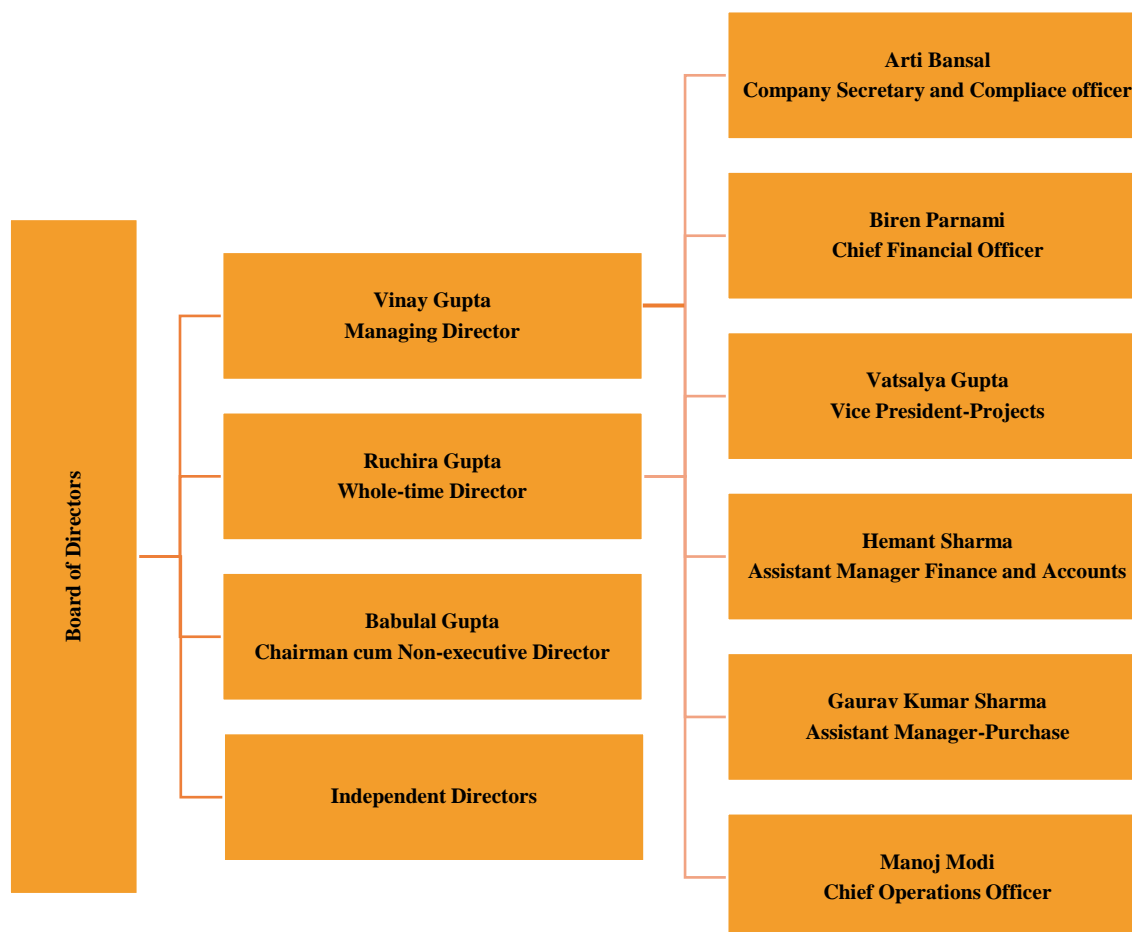 Board of Directors
Vinay Gupta
Managing Director
Ruchira Gupta
Whole-time Director
Babulal Gupta
Chairman cum Non-executive Director
Independent Directors
Arti Bansal
Company Secretary and Compliace officer
Biren Parnami
Chief Financial Officer
Vatsalya Gupta
Vice President-Projects
Hemant Sharma
Assistant Manager Finance and Accounts
Gaurav Kumar Sharma
Assistant Manager-Purchase
Manoj Modi
Chief Operations Officer